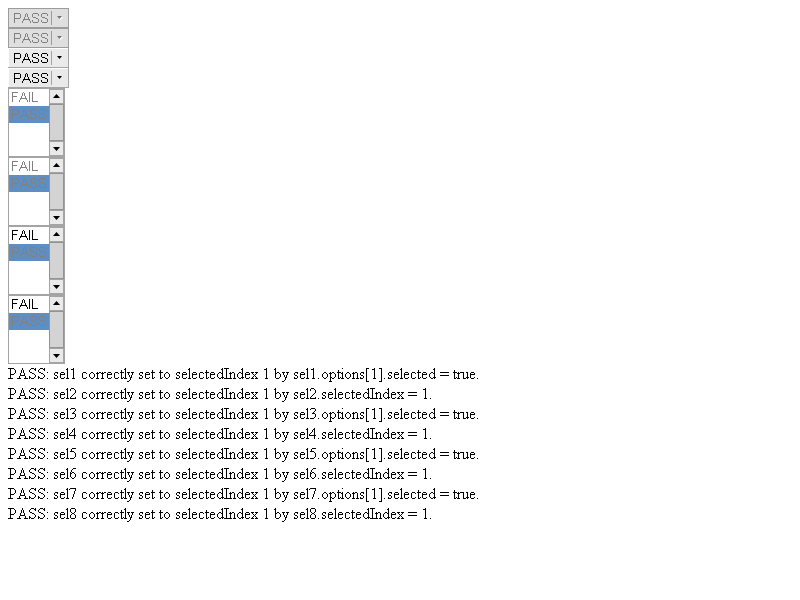 PASS
PASS
PASS
PASS
FAIL
PASS
FAIL
PASS
FAIL
PASS
FAIL
PASS
PASS: sel1 correctly set to selectedIndex 1 by sel1.options[1].selected = true.
PASS: sel2 correctly set to selectedIndex 1 by sel2.selectedIndex = 1.
PASS: sel3 correctly set to selectedIndex 1 by sel3.options[1].selected = true.
PASS: sel4 correctly set to selectedIndex 1 by sel4.selectedIndex = 1.
PASS: sel5 correctly set to selectedIndex 1 by sel5.options[1].selected = true.
PASS: sel6 correctly set to selectedIndex 1 by sel6.selectedIndex = 1.
PASS: sel7 correctly set to selectedIndex 1 by sel7.options[1].selected = true.
PASS: sel8 correctly set to selectedIndex 1 by sel8.selectedIndex = 1.